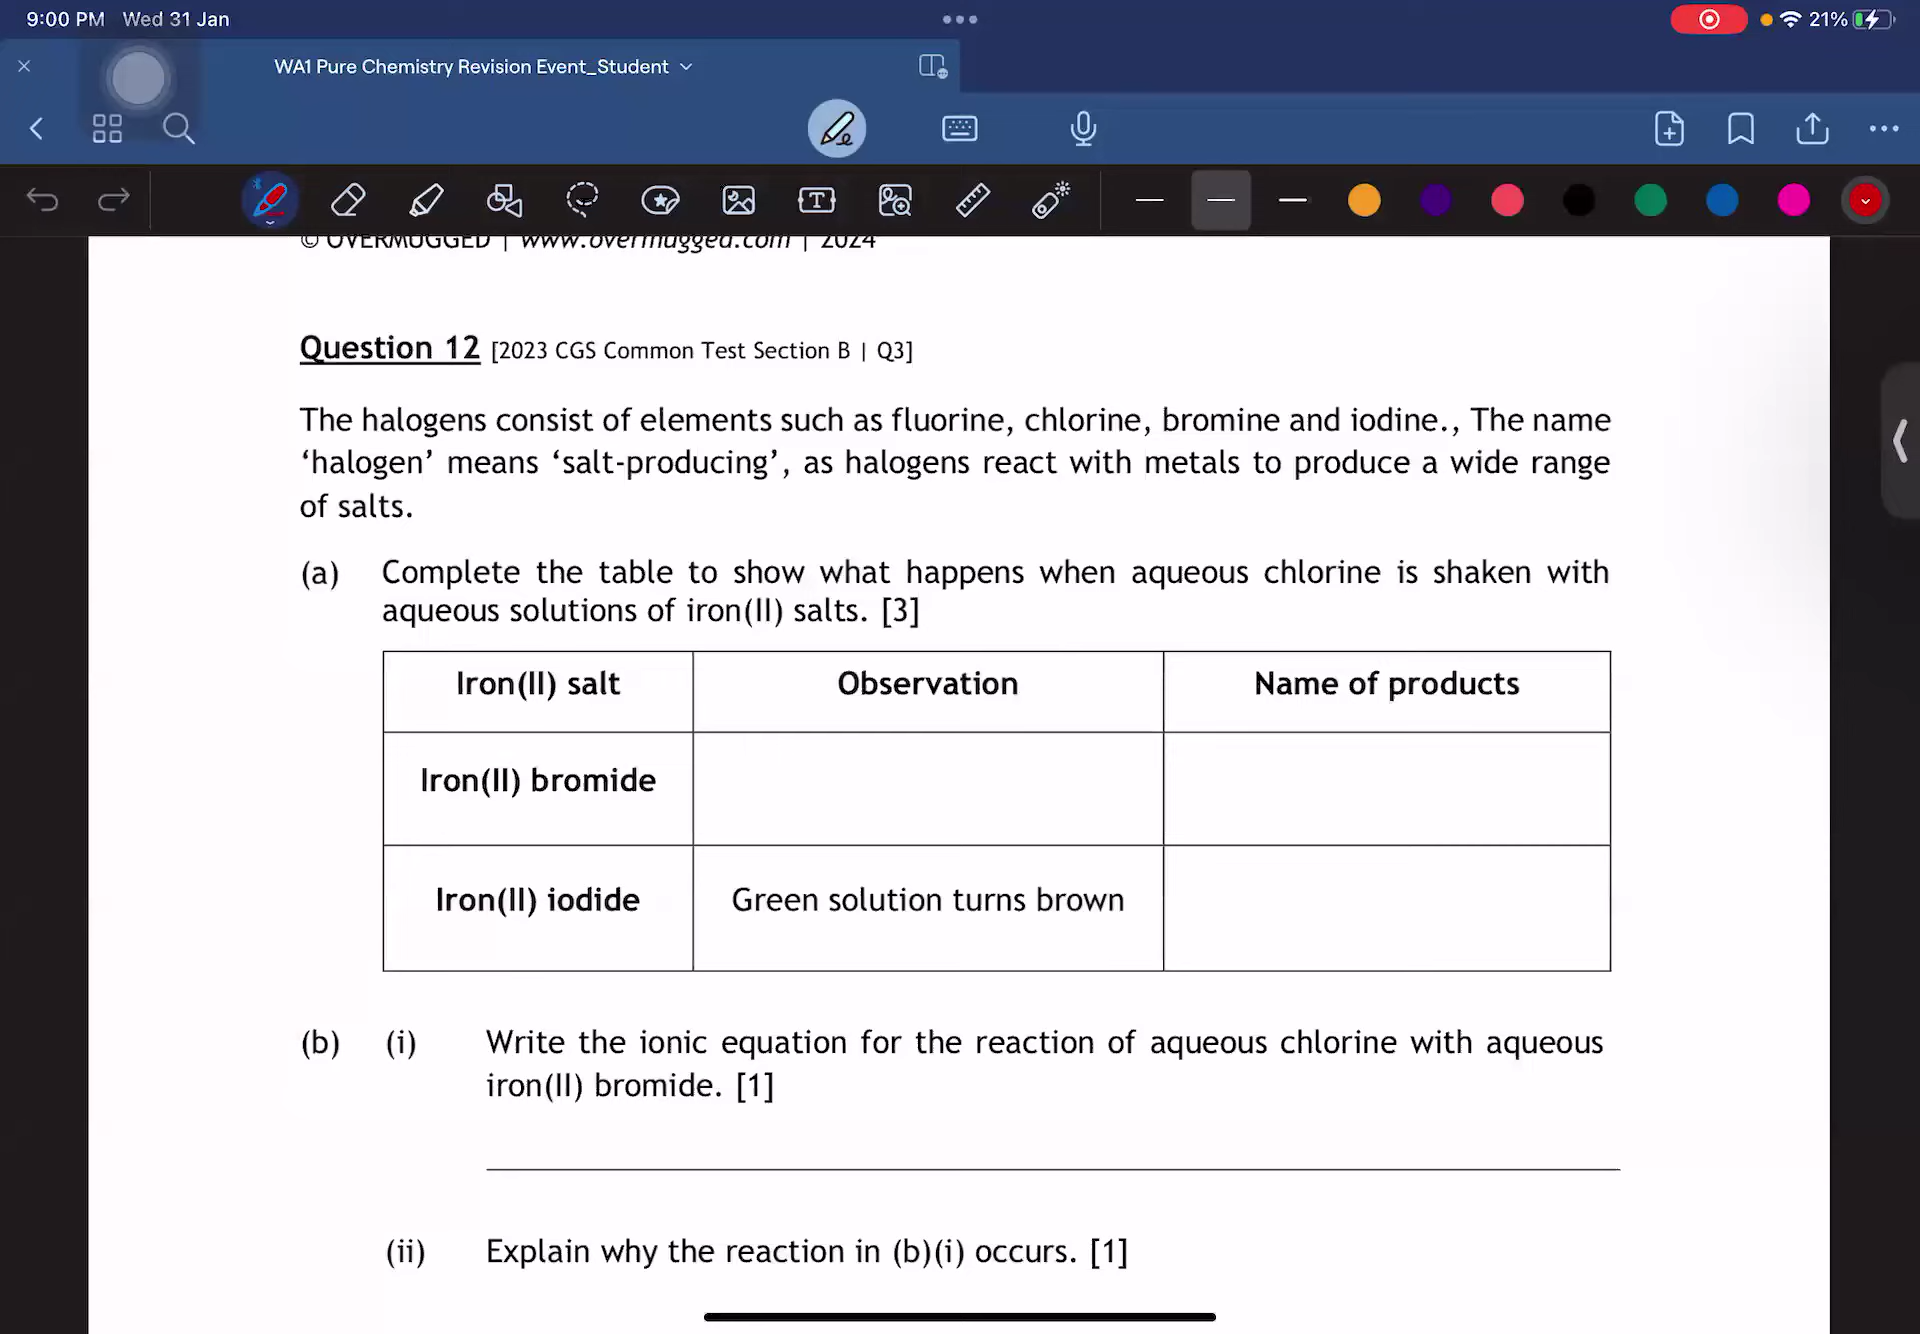 9:00 PM Wed 31 Jan
21%
WA1 Pure Chemistry Revision Event_Student
© OVERMUGGED | www.overmugged.com | 2024
Question 12 [2023 CGS Common Test Section B | Q3]
The halogens consist of elements such as fluorine, chlorine, bromine and iodine., The name
‘halogen’ means ‘salt-producing’, as halogens react with metals to produce a wide range
of salts.
(a) Complete the table to show what happens when aqueous chlorine is shaken with
aqueous solutions of iron(II) salts. [3]
Iron(II) salt Observation Name of products
Iron(II) bromide
Iron(II) iodide Green solution turns brown
(b) (i) Write the ionic equation for the reaction of aqueous chlorine with aqueous
iron(II) bromide. [1]
(ii) Explain why the reaction in (b)(i) occurs. [1]